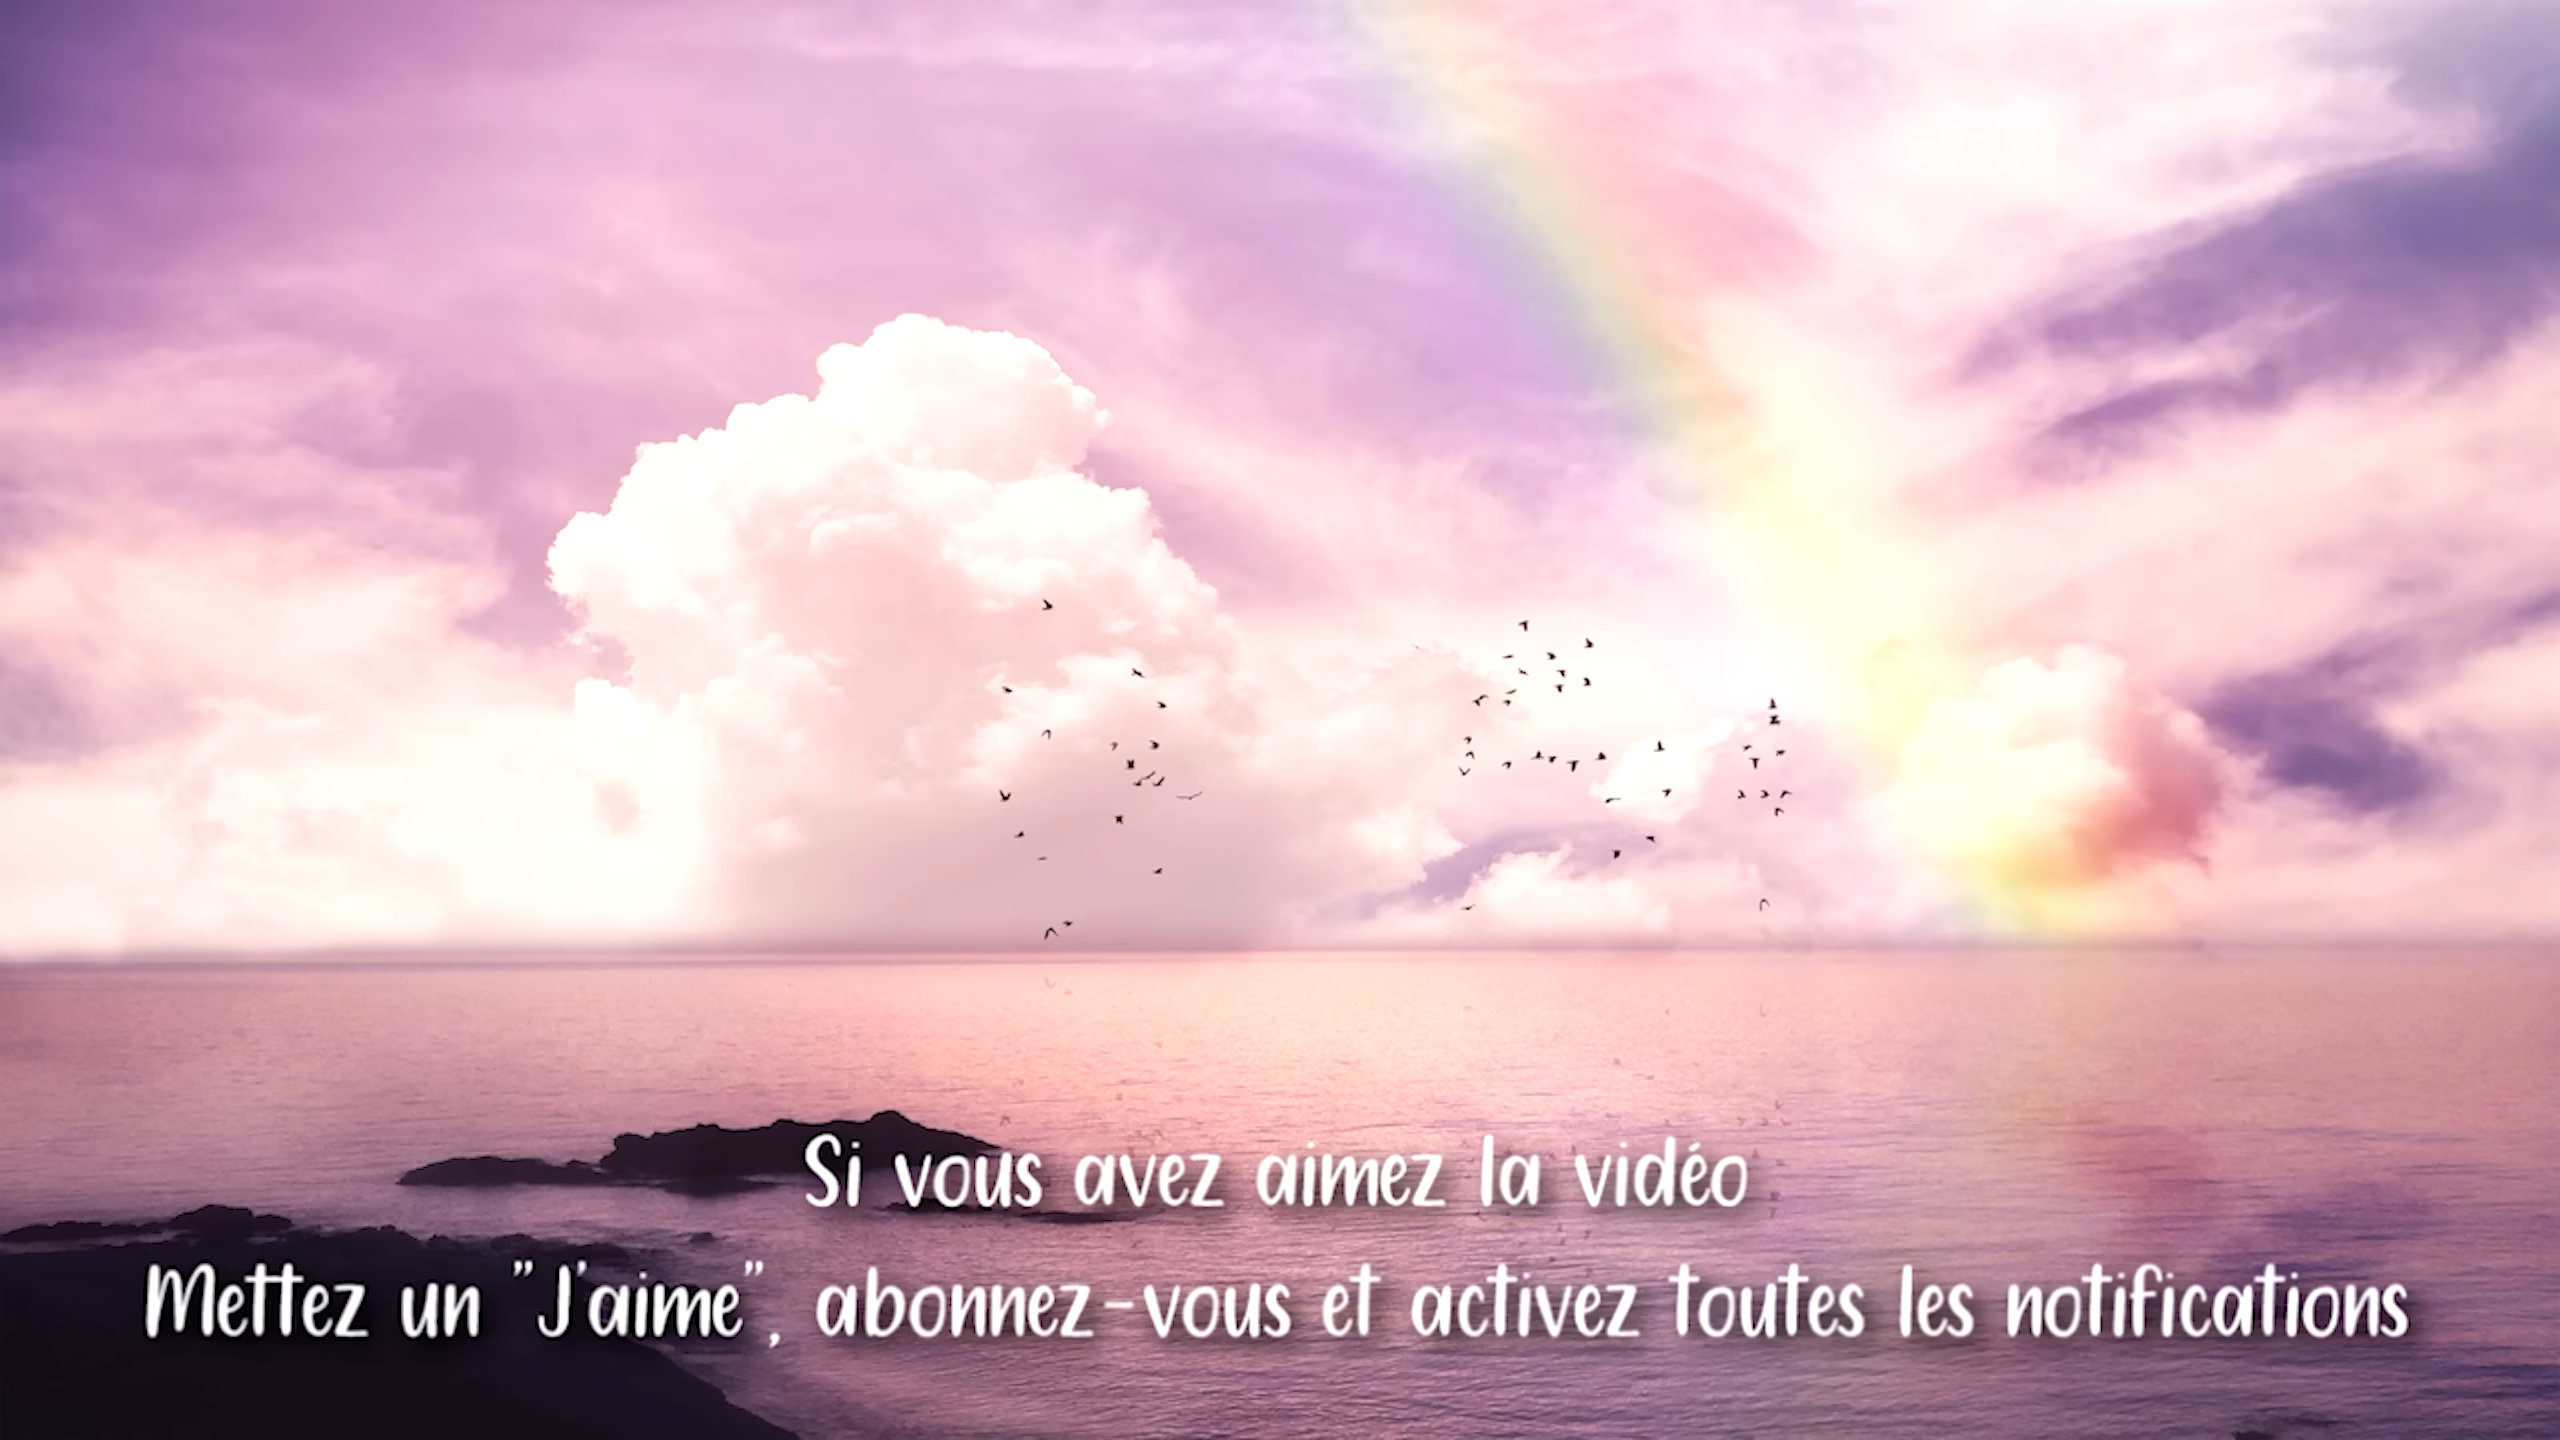 Si vous avez aimez la vidéo
Mettez un "J'aime", abonnez-vous et activez toutes les notifications